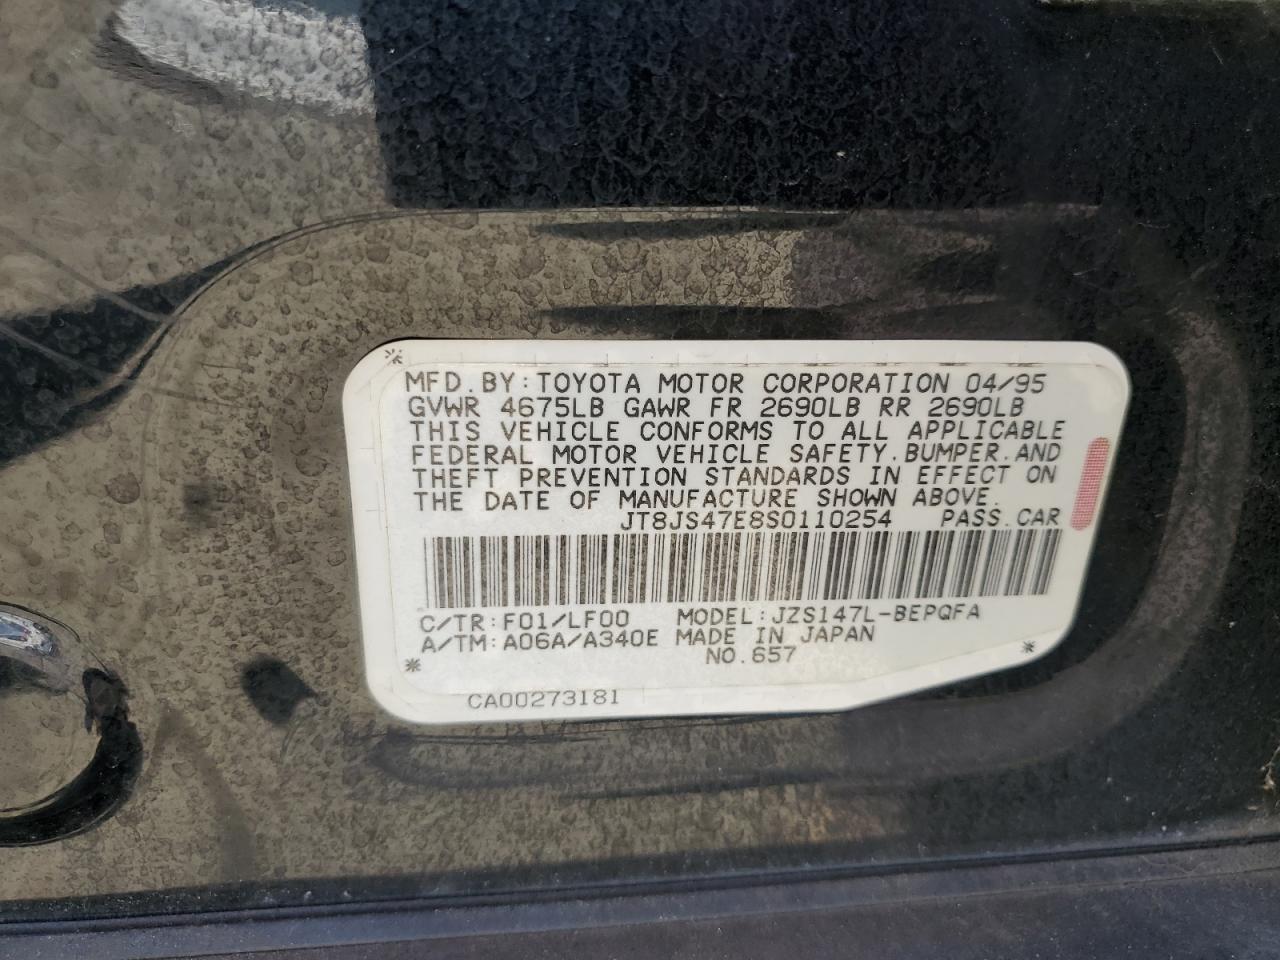 MFD. BY: TOYOTA MOTOR CORPORATION 04/95
GVWR 4675LB GAWR FR 2690LB RR 2690LB
THIS VEHICLE CONFORMS TO ALL APPLICABLE
FEDERAL MOTOR VEHICLE SAFETY.BUMPER.AND
THEFT PREVENTION STANDARDS IN EFFECT ON
THE DATE OF MANUFACTURE SHOWN ABOVE.
JT8JS47E8S0110254 PASS.CAR
C/TR: F01/LF00 MODEL: JZS147L-BEPQFA
A/TM: A06A/A340E MADE IN JAPAN
NO.657
CA00273181